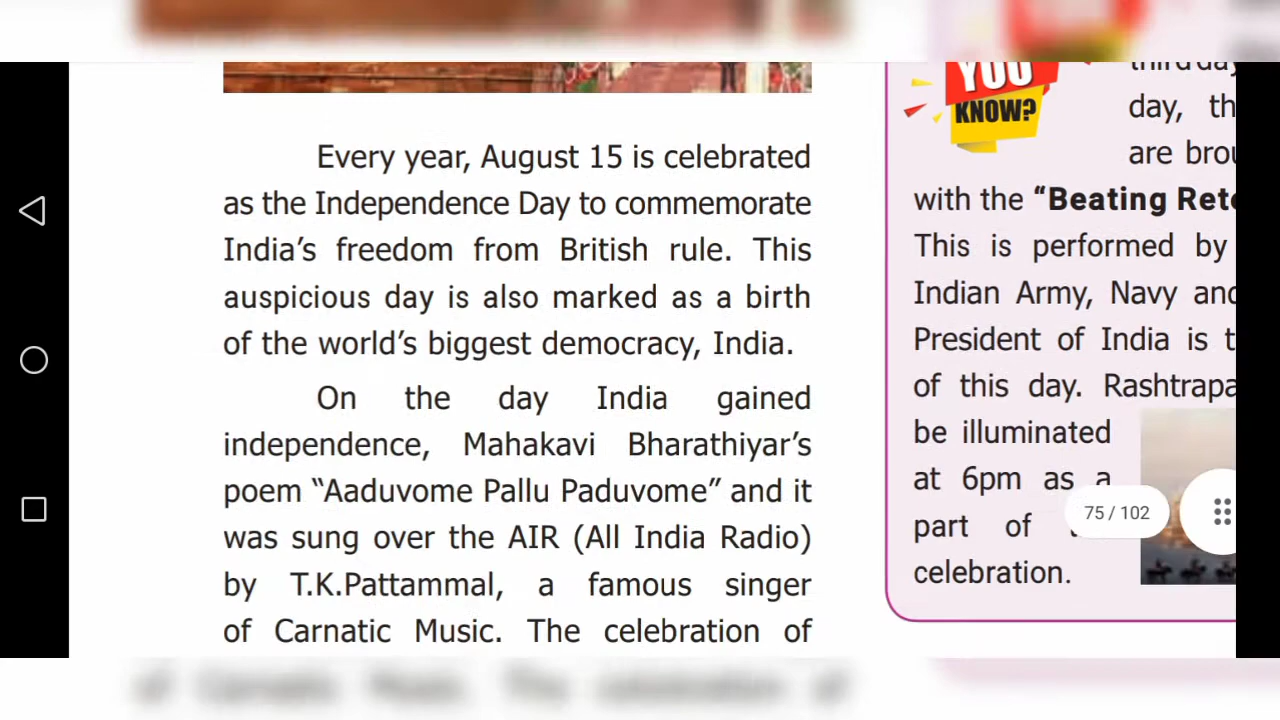 Every year, August 15 is celebrated
as the Independence Day to commemorate
India's freedom from British rule. This
auspicious day is also marked as a birth
of the world's biggest democracy, India.
On the day India gained
independence, Mahakavi Bharathiyar's
poem “Aaduvome Pallu Paduvome” and it
was sung over the AIR (All India Radio)
by T.K.Pattammal, a famous singer
of Carnatic Music. The celebration of
YOU
KNOW?
day,
are
with the “Beating
This is performed by
Indian Army, Navy
President of India is
of this day.
be illuminated
at 6pm as a
part of
celebration.
75 / 102